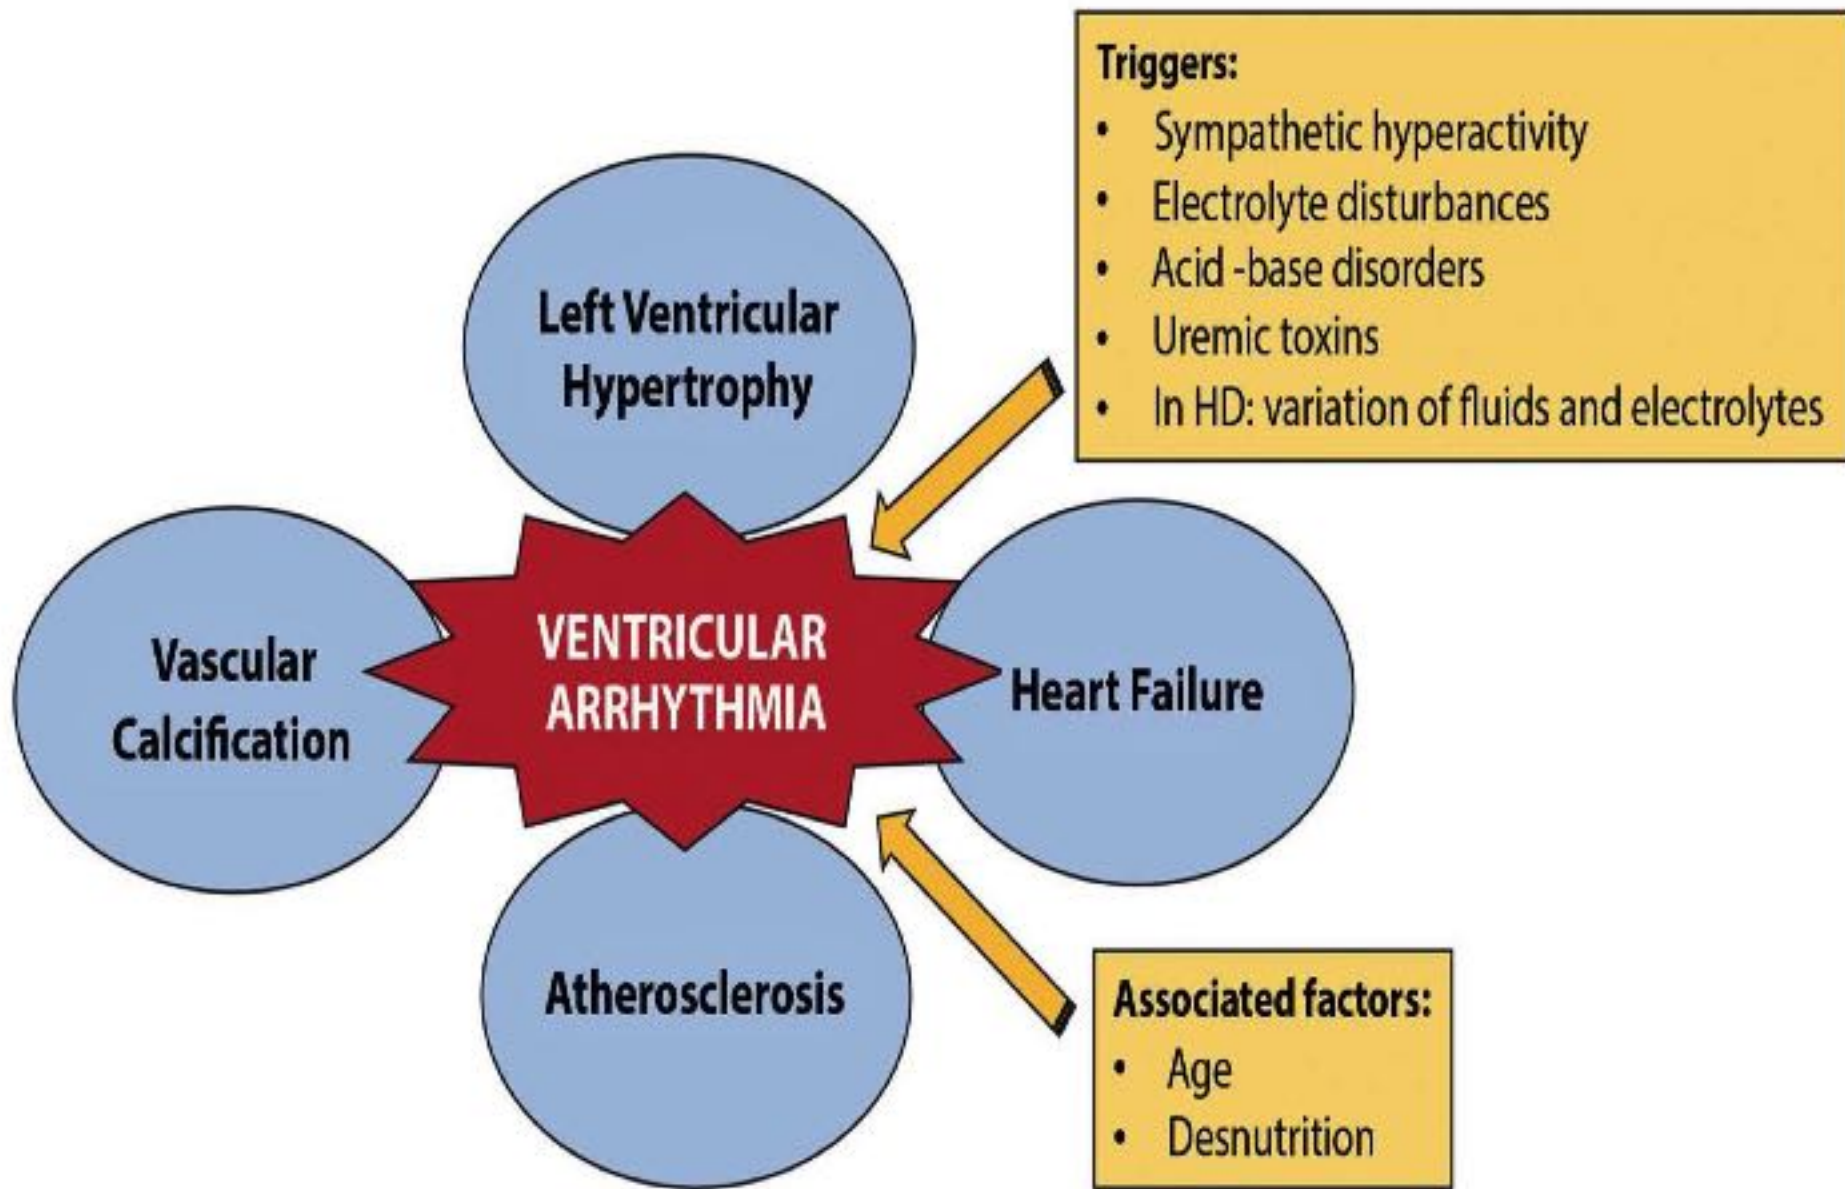 Triggers:
• Sympathetic hyperactivity
• Electrolyte disturbances
• Acid -base disorders
• Uremic toxins
• In HD: variation of fluids and electrolytes
Left Ventricular
Hypertrophy
Vascular
Calcification
VENTRICULAR
ARRHYTHMIA
Heart Failure
Atherosclerosis
Associated factors:
• Age
• Desnutrition